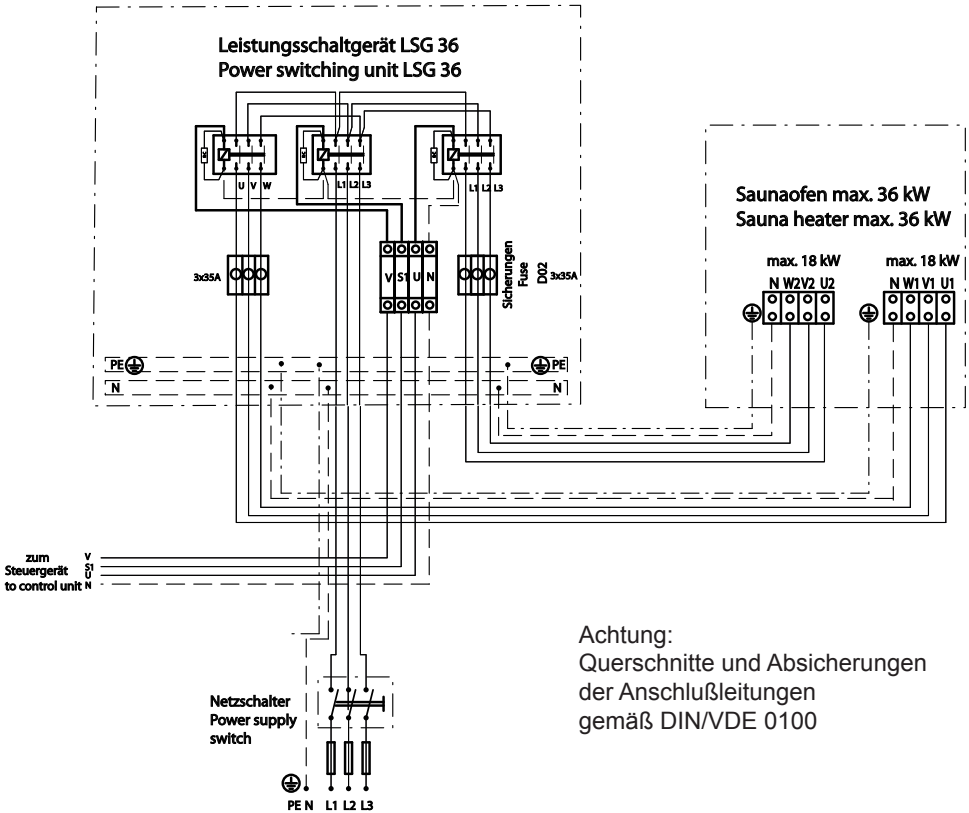 Leistungsschaltgerät LSG 36
Power switching unit LSG 36
RC
RC
RC
U V W
L1 L2 L3
L1 L2 L3
3x35A
V S1 U N
Sicherungen
Fuse
D02 3x35A
PE
PE
N
N
Saunaofen max. 36 kW
Sauna heater max. 36 kW
max. 18 kW
max. 18 kW
N W2 V2 U2
N W1 V1 U1
zum
Steuergerät
to control unit
V
S1
U
N
Achtung:
Querschnitte und Absicherungen
der Anschlußleitungen
gemäß DIN/VDE 0100
Netzschalter
Power supply
switch
PE N L1 L2 L3